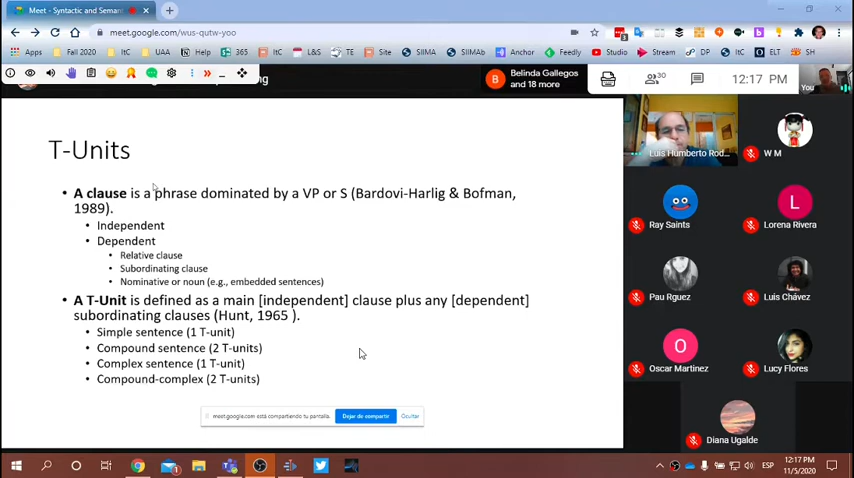 Meet - Syntactic and Semant
meet.google.com/wus-qutw-yoo
Apps Fall 2020 ItC UAA Help 365 ItC L&S TE Site SIIMA SIIMAb Anchor Feedly Studio Stream DP ItC ELT SH
B Belinda Gallegos
and 18 more
30
12:17 PM
You
T-Units
• A clause is a phrase dominated by a VP or S (Bardovi-Harlig & Bofman,
1989).
• Independent
• Dependent
• Relative clause
• Subordinating clause
• Nominative or noun (e.g., embedded sentences)
• A T-Unit is defined as a main [independent] clause plus any [dependent]
subordinating clauses (Hunt, 1965 ).
• Simple sentence (1 T-unit)
• Compound sentence (2 T-units)
• Complex sentence (1 T-unit)
• Compound-complex (2 T-units)
meet.google.com está compartiendo tu pantalla. Dejar de compartir Ocultar
Luis Humberto Rod...
W M
Ray Saints
L
Lorena Rivera
Pau Rguez
Luis Chávez
O
Oscar Martinez
Lucy Flores
Diana Ugalde
ESP
12:17 PM
11/5/2020